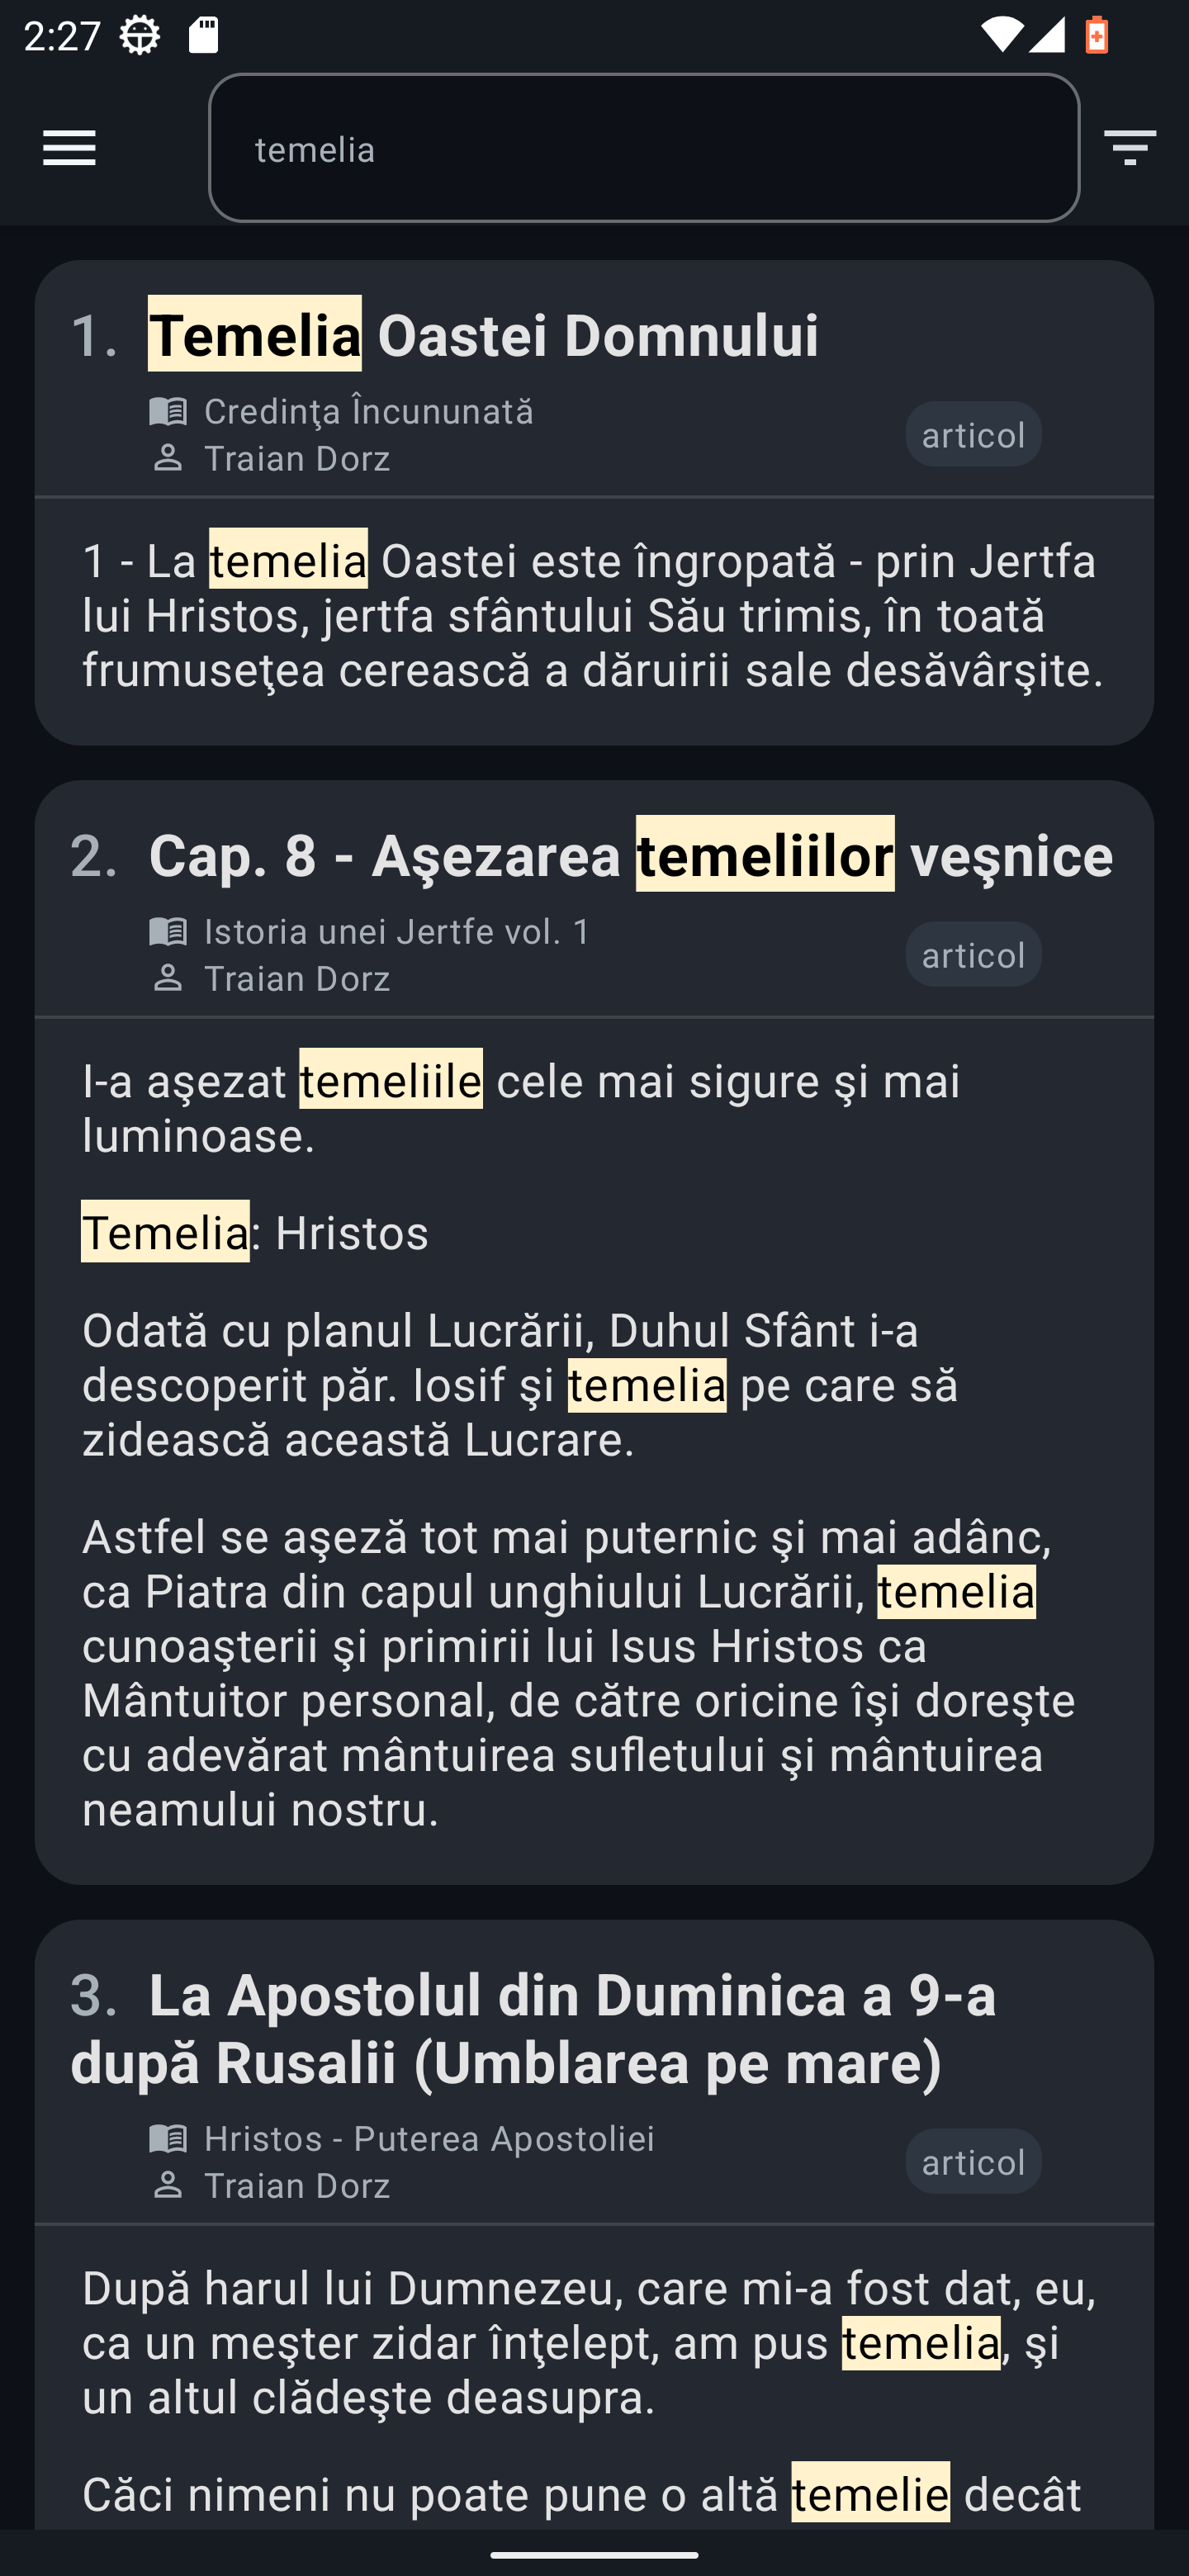 2:27
temelia
1. Temelia Oastei Domnului
Credinţa Încununată
Traian Dorz
articol
1 - La temelia Oastei este îngropată - prin Jertfa
lui Hristos, jertfa sfântului Său trimis, în toată
frumuseţea cerească a dăruirii sale desăvârşite.
2. Cap. 8 - Aşezarea temeliilor veşnice
Istoria unei Jertfe vol. 1
Traian Dorz
articol
I-a aşezat temeliile cele mai sigure şi mai
luminoase.
Temelia: Hristos
Odată cu planul Lucrării, Duhul Sfânt i-a
descoperit păr. Iosif şi temelia pe care să
zidească această Lucrare.
Astfel se aşeză tot mai puternic şi mai adânc,
ca Piatra din capul unghiului Lucrării, temelia
cunoaşterii şi primirii lui Isus Hristos ca
Mântuitor personal, de către oricine îşi doreşte
cu adevărat mântuirea sufletului şi mântuirea
neamului nostru.
3. La Apostolul din Duminica a 9-a
după Rusalii (Umblarea pe mare)
Hristos - Puterea Apostoliei
Traian Dorz
articol
După harul lui Dumnezeu, care mi-a fost dat, eu,
ca un meşter zidar înţelept, am pus temelia, şi
un altul clădeşte deasupra.
Căci nimeni nu poate pune o altă temelie decât